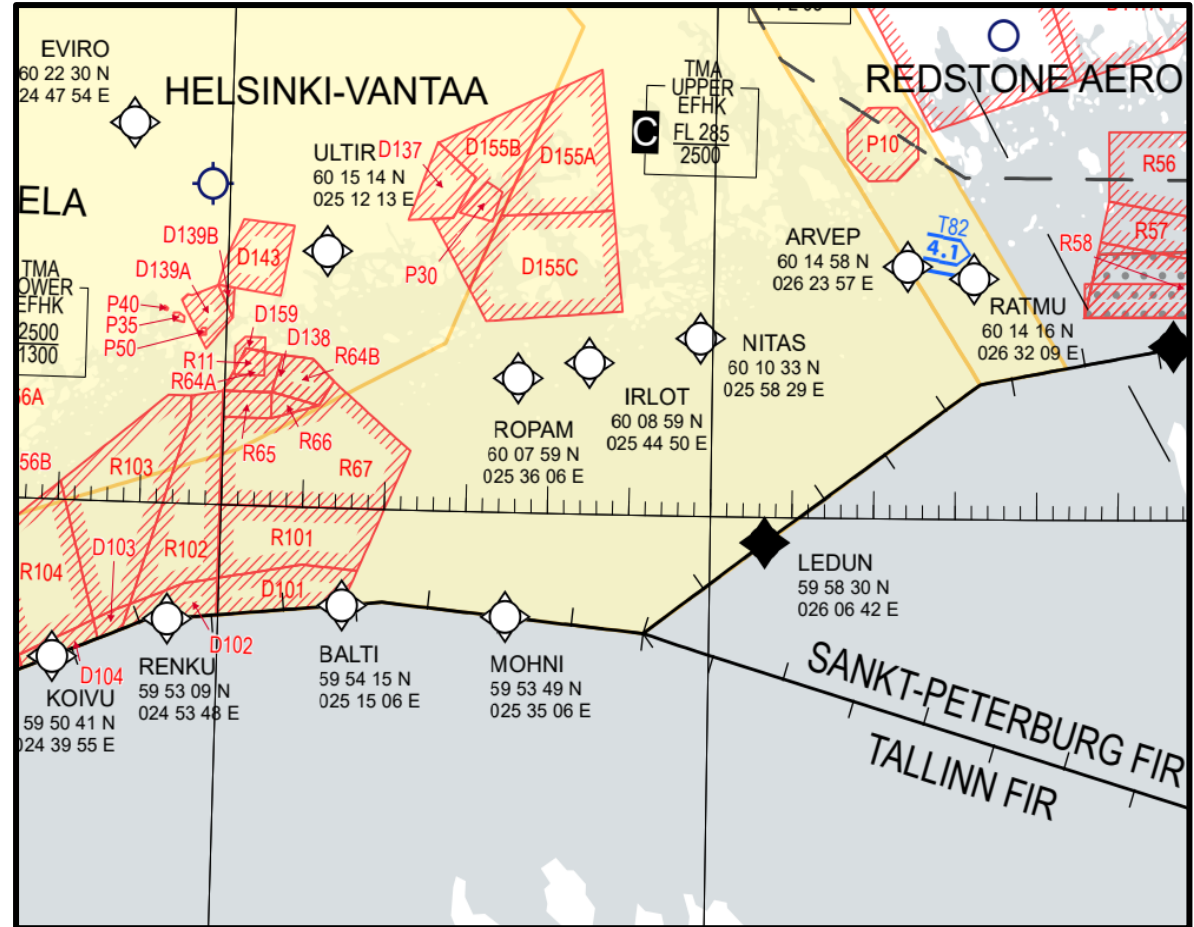 EVIRO
60 22 30 N
24 47 54 E
HELSINKI-VANTAA
ELA
TMA
OWER
EFHK
2500
1300
ULTIR
60 15 14 N
025 12 13 E
D137
D155B
D155A
D155C
P30
C
TMA
UPPER
EFHK
FL 285
2500
REDSTONE AERO
P10
R56
R57
R58
T82
4.1
ARVEP
60 14 58 N
026 23 57 E
RATMU
60 14 16 N
026 32 09 E
D139B
D139A
D143
P40
P35
P50
D159
D138
R11
R64A
R64B
R65
R66
R67
6A
56B
R103
R104
D103
R102
R101
D101
D102
D104
NITAS
60 10 33 N
025 58 29 E
IRLOT
60 08 59 N
025 44 50 E
ROPAM
60 07 59 N
025 36 06 E
LEDUN
59 58 30 N
026 06 42 E
KOIVU
59 50 41 N
024 39 55 E
RENKU
59 53 09 N
024 53 48 E
BALTI
59 54 15 N
025 15 06 E
MOHNI
59 53 49 N
025 35 06 E
SANKT-PETERBURG FIR
TALLINN FIR